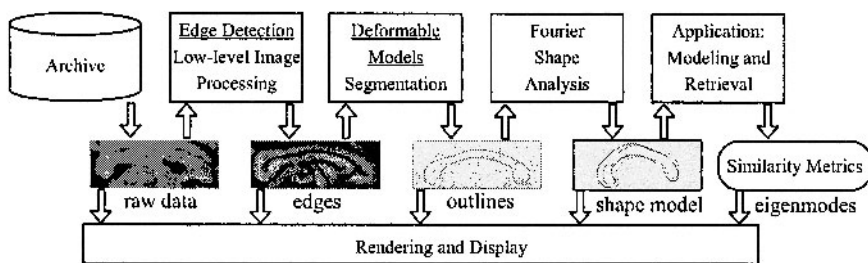 Archive
Edge Detection
Low-level Image
Processing
Deformable
Models
Segmentation
Fourier
Shape
Analysis
Application:
Modeling and
Retrieval
raw data
edges
outlines
shape model
Similarity Metrics
eigenmodes
Rendering and Display